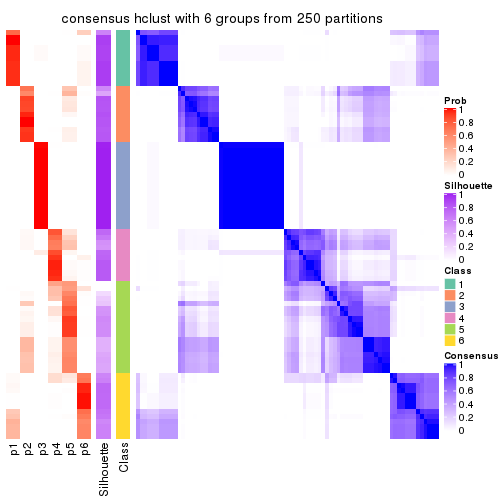 consensus hclust with 6 groups from 250 partitions
Prob
1
0.8
0.6
0.4
0.2
0
Silhouette
1
0.8
0.6
0.4
0.2
0
Class
1
2
3
4
5
6
Consensus
1
0.8
0.6
0.4
0.2
0
p1
p2
p3
p4
p5
p6
Silhouette
Class